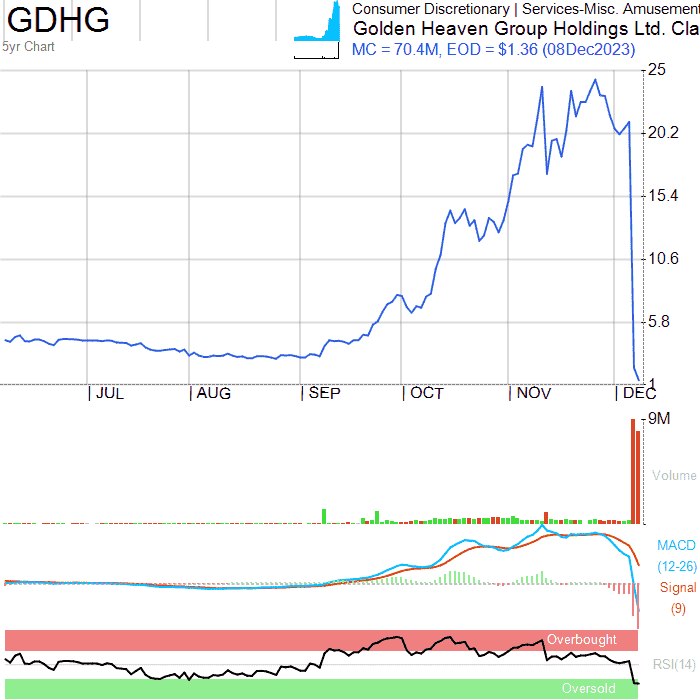 GDHG
5yr Chart
Consumer Discretionary | Services-Misc. Amusement
Golden Heaven Group Holdings Ltd. Cla
MC = 70.4M, EOD = $1.36 (08Dec2023)
25
20.2
15.4
10.6
5.8
1
JUL AUG SEP OCT NOV DEC
9M
Volume
MACD
(12-26)
Signal
(9)
Overbought
RSI(14)
Oversold